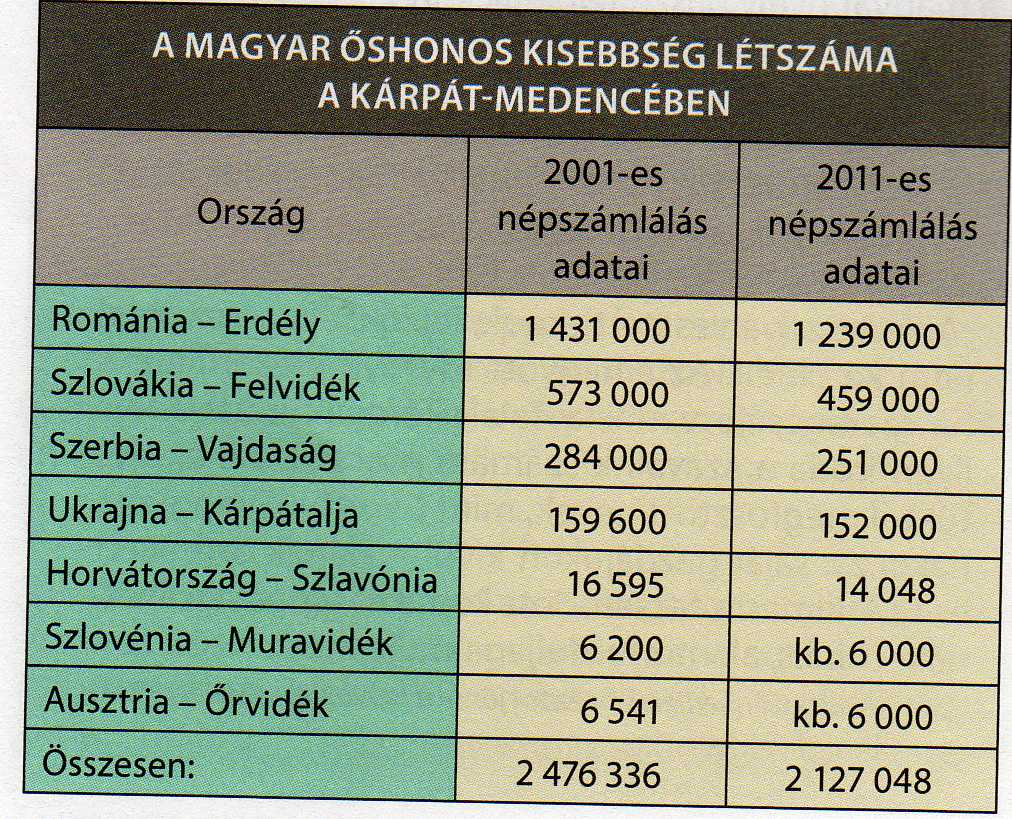 A MAGYAR ŐSHONOS KISEBBSÉG LÉTSZÁMA
A KÁRPÁT-MEDENCÉBEN
Ország
2001-es
népszámlálás
adatai
2011-es
népszámlálás
adatai
Románia – Erdély 1 431 000 1 239 000
Szlovákia – Felvidék 573 000 459 000
Szerbia – Vajdaság 284 000 251 000
Ukrajna – Kárpátalja 159 600 152 000
Horvátország – Szlavónia 16 595 14 048
Szlovénia – Muravidék 6 200 kb. 6 000
Ausztria – Őrvidék 6 541 kb. 6 000
Összesen: 2 476 336 2 127 048